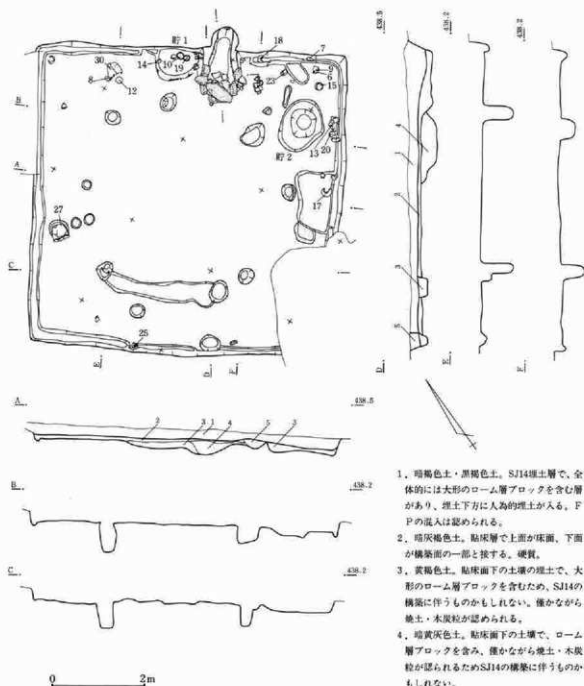 30
貯1
14
10
19
18
7
8
12
23
9
6
15
13
20
貯2
17
27
25
B
A
C
E
D
F
438.5
438.2
438.2
4
1
2
3
5
D
E
F
A
438.5
2
3
1
4
5
3
B
438.2
C
438.2
0
2m
1、暗褐色土・黒褐色土。SJ14埋土層で、全
体的には大形のローム層ブロックを含む層
があり、埋土下方に人為的埋土が入る。F
Pの混入は認められる。
2、暗灰褐色土。貼床層で上面が床面、下面
が構築面の一部と接する。硬質。
3、黄褐色土。貼床面下の土壙の埋土で、大
形のローム層ブロックを含むため、SJ14の
構築に伴うものかもしれない。僅かながら
焼土・木炭粒が認められる。
4、暗黄灰色土。貼床面下の土壙で、ローム
層ブロックを含み、僅かながら焼土・木炭
粒が認られるためSJ14の構築に伴うものか
もしれない。